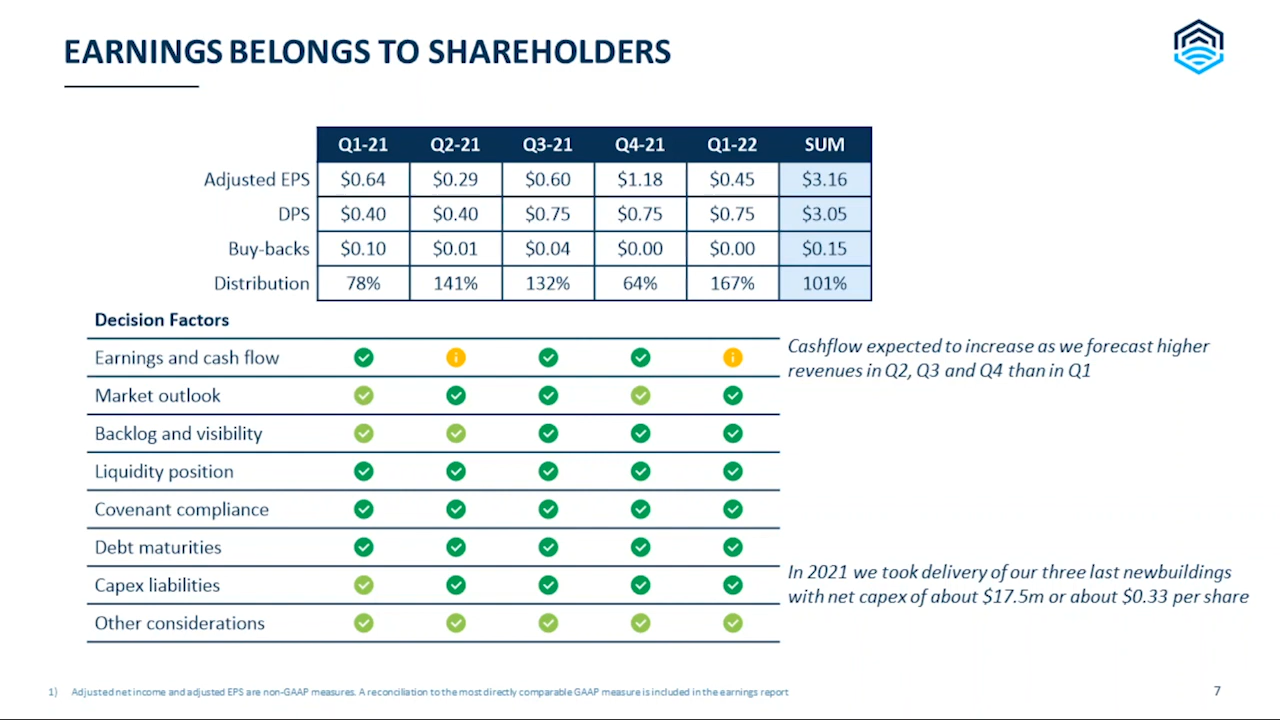 EARNINGS BELONGS TO SHAREHOLDERS
Q1-21 Q2-21 Q3-21 Q4-21 Q1-22 SUM
Adjusted EPS $0.64 $0.29 $0.60 $1.18 $0.45 $3.16
DPS $0.40 $0.40 $0.75 $0.75 $0.75 $3.05
Buy-backs $0.10 $0.01 $0.04 $0.00 $0.00 $0.15
Distribution 78% 141% 132% 64% 167% 101%
Decision Factors
Earnings and cash flow
Cashflow expected to increase as we forecast higher
revenues in Q2, Q3 and Q4 than in Q1
Market outlook
Backlog and visibility
Liquidity position
Covenant compliance
Debt maturities
Capex liabilities
In 2021 we took delivery of our three last newbuildings
with net capex of about $17.5m or about $0.33 per share
Other considerations
1) Adjusted net income and adjusted EPS are non-GAAP measures. A reconciliation to the most directly comparable GAAP measure is included in the earnings report
7